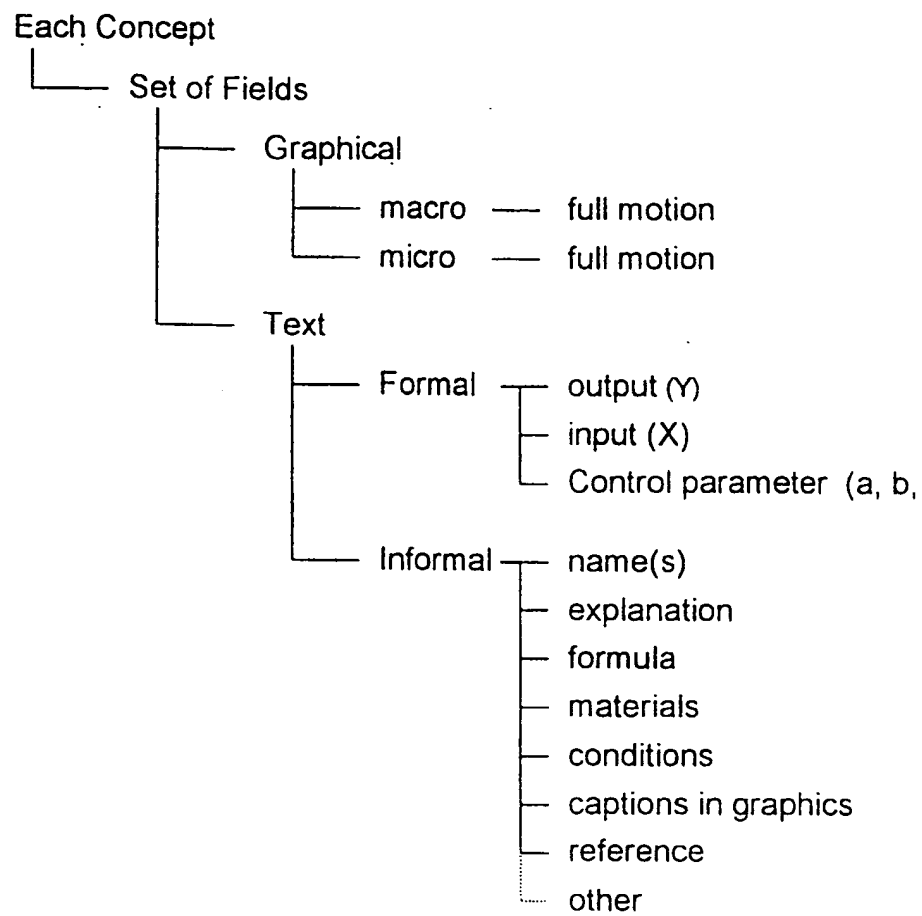 Each Concept
Set of Fields
Graphical
macro — full motion
micro — full motion
Text
Formal — output (Y)
input (X)
Control parameter (a, b,
Informal — name(s)
explanation
formula
materials
conditions
captions in graphics
reference
other